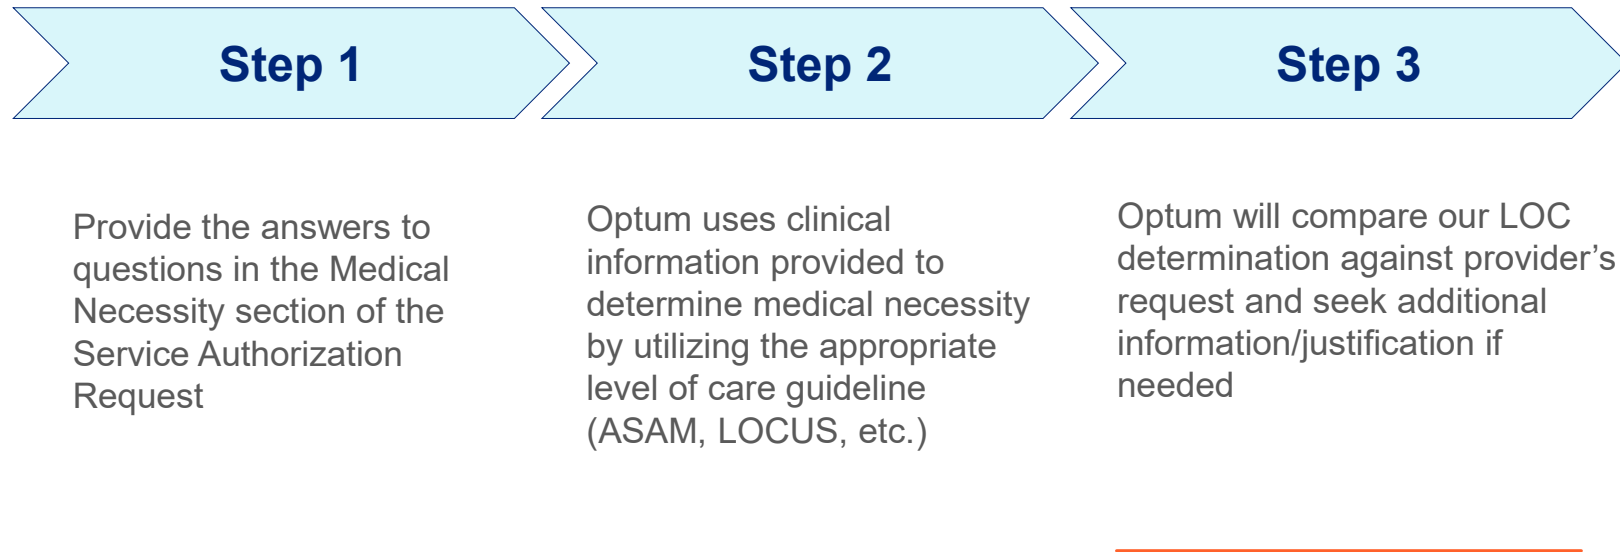 Step 1
Step 2
Step 3
Provide the answers to
questions in the Medical
Necessity section of the
Service Authorization
Request
Optum uses clinical
information provided to
determine medical necessity
by utilizing the appropriate
level of care guideline
(ASAM, LOCUS, etc.)
Optum will compare our LOC
determination against provider’s
request and seek additional
information/justification if
needed